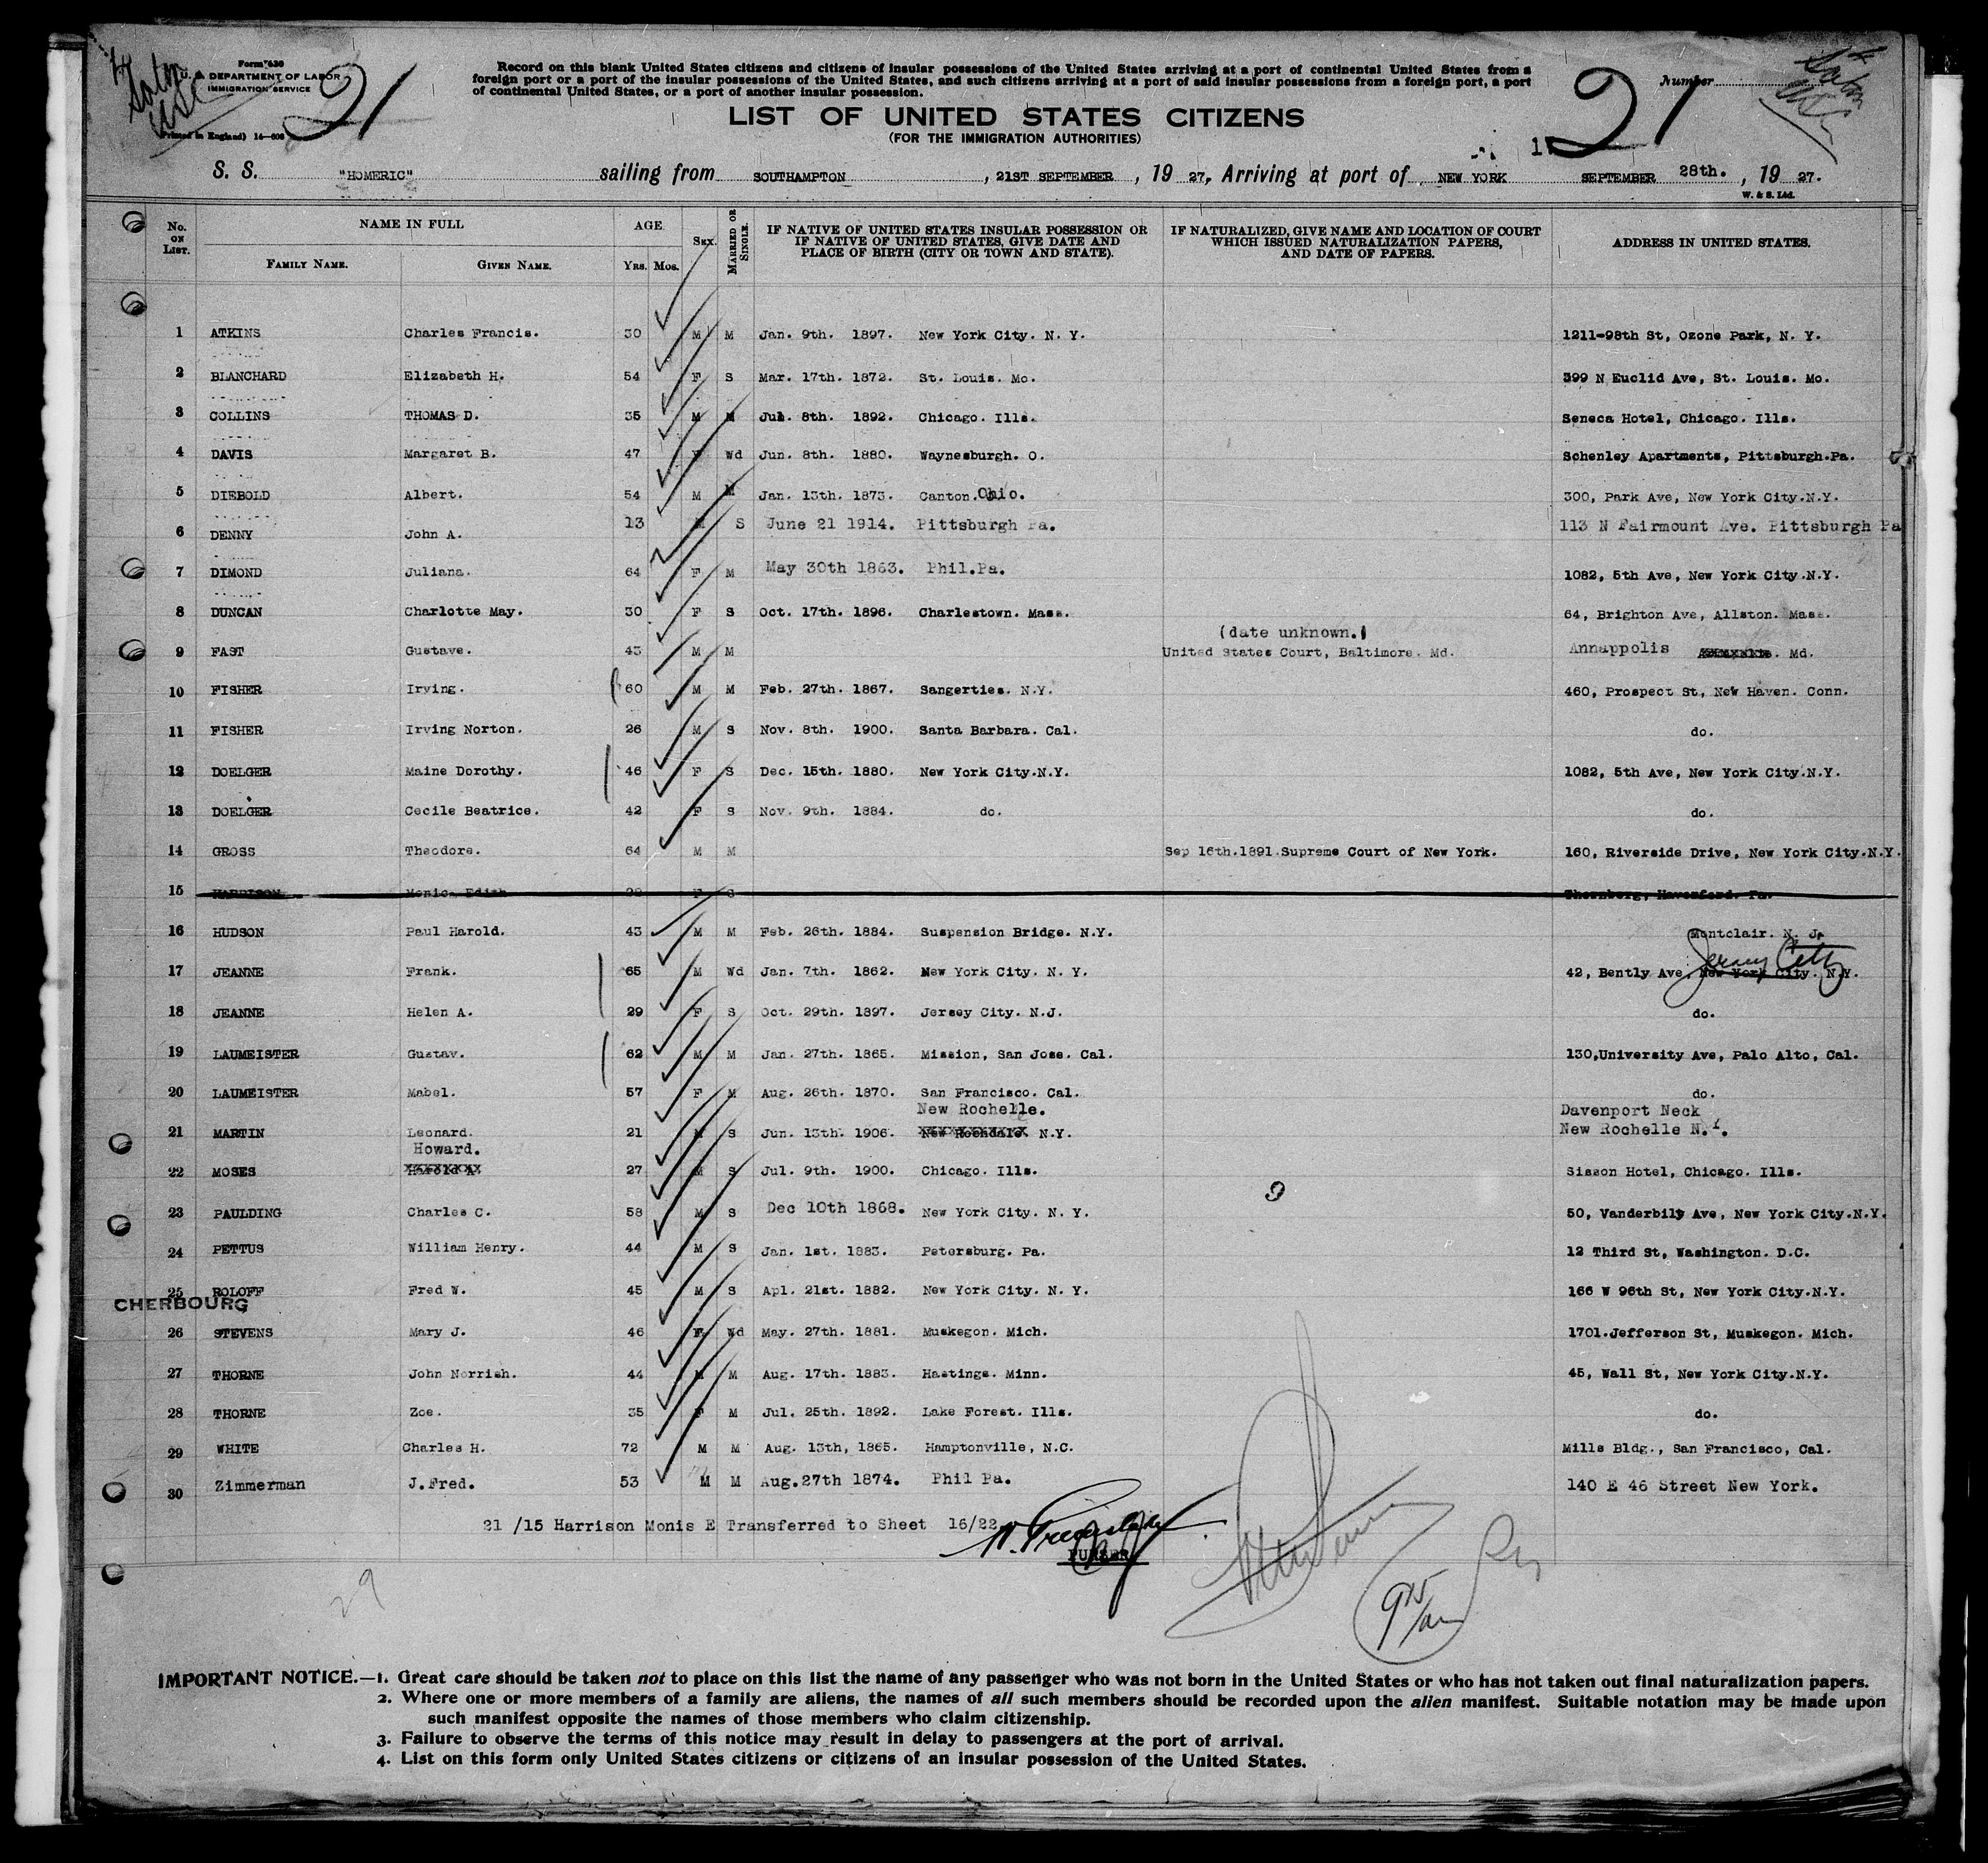 Form 630
U. S. DEPARTMENT OF LABOR
IMMIGRATION SERVICE
(Printed in England) 14—606
21
Record on this blank United States citizens and citizens of insular possessions of the United States arriving at a port of continental United States from a
foreign port or a port of the insular possessions of the United States, and such citizens arriving at a port of said insular possessions from a foreign port, a port
of continental United States, or a port of another insular possession.
Number
21
LIST OF UNITED STATES CITIZENS
(FOR THE IMMIGRATION AUTHORITIES)
S. S. "HOMERIC" sailing from SOUTHAMPTON, 21ST SEPTEMBER, 19 27, Arriving at port of NEW YORK SEPTEMBER 28th., 19 27.
W. & S. Ltd.
No. ON LIST. NAME IN FULL AGE SEX. MARRIED OR SINGLE. IF NATIVE OF UNITED STATES INSULAR POSSESSION OR IF NATIVE OF UNITED STATES, GIVE DATE AND PLACE OF BIRTH (CITY OR TOWN AND STATE). IF NATURALIZED, GIVE NAME AND LOCATION OF COURT WHICH ISSUED NATURALIZATION PAPERS, AND DATE OF PAPERS. ADDRESS IN UNITED STATES.
FAMILY NAME. GIVEN NAME. YRS. MOS.
1 ATKINS Charles Francis. 30 M M Jan. 9th. 1897. New York City. N. Y. 1211-98th St, Ozone Park, N. Y.
2 BLANCHARD Elizabeth H. 54 F S Mar. 17th. 1872. St. Louis. Mo. 399 N Euclid Ave, St. Louis. Mo.
3 COLLINS THOMAS D. 35 M M Jul. 8th. 1892. Chicago. Ills. Seneca Hotel, Chicago. Ills.
4 DAVIS Margaret B. 47 F Wd Jun. 8th. 1880. Waynesburgh. O. Schenley Apartments, Pittsburgh.Pa.
5 DIEBOLD Albert. 54 M M Jan. 13th. 1873. Canton. Ohio. 300, Park Ave, New York City.N.Y.
6 DENNY John A. 13 M S June 21 1914. Pittsburgh Pa. 113 N Fairmount Ave. Pittsburgh Pa
7 DIMOND Juliana. 64 F M May 30th 1863. Phil.Pa. 1082, 5th Ave, New York City.N.Y.
8 DUNCAN Charlotte May. 30 F S Oct. 17th. 1896. Charlestown. Mass. 64, Brighton Ave, Allston. Mass.
(date unknown.)
9 FAST Gustave. 43 M M United States Court, Baltimore. Md. Annappolis . Md.
10 FISHER Irving. 60 M M Feb. 27th. 1867. Sangerties. N.Y. 460, Prospect St, New Haven. Conn.
11 FISHER Irving Norton. 26 M S Nov. 8th. 1900. Santa Barbara. Cal. do.
12 DOELGER Maine Dorothy. 46 F S Dec. 15th. 1880. New York City.N.Y. 1082, 5th Ave, New York City.N.Y.
13 DOELGER Cecile Beatrice. 42 F S Nov. 9th. 1884. do. do.
14 GROSS Theodore. 64 M M Sep 16th.1891.Supreme Court of New York. 160, Riverside Drive, New York City.N.Y.
15 HARRISON Monic Edith 28 F S Thornberg, Haverford. Pa.
16 HUDSON Paul Harold. 43 M M Feb. 26th. 1884. Suspension Bridge. N.Y. Montclair. N. J.
Jersey City
17 JEANNE Frank. 65 M Wd Jan. 7th. 1862. New York City. N. Y. 42, Bently Ave, New York City. N.Y.
18 JEANNE Helen A. 29 F S Oct. 29th. 1897. Jersey City. N.J. do.
19 LAUMEISTER Gustav. 62 M M Jan. 27th. 1865. Mission, San Jose. Cal. 130,University Ave, Palo Alto, Cal.
20 LAUMEISTER Mabel. 57 F M Aug. 26th. 1870. San Francisco. Cal. do.
New Rochelle. Davenport Neck
21 MARTIN Leonard. 21 M S Jun. 13th. 1906. New Rochdale. N.Y. New Rochelle N.Y.
Howard.
22 MOSES Harold A. 27 M S Jul. 9th. 1900. Chicago. Ills. Sisson Hotel, Chicago. Ills.
9
23 PAULDING Charles C. 58 M S Dec 10th 1868. New York City. N. Y. 50, Vanderbilt Ave, New York City.N.Y.
24 PETTUS William Henry. 44 M S Jan. 1st. 1883. Petersburg. Pa. 12 Third St, Washington. D.C.
25 ROLOFF Fred W. 45 M S Apl. 21st. 1882. New York City. N. Y. 166 W 96th St, New York City.N.Y.
CHERBOURG
26 STEVENS Mary J. 46 F Wd May. 27th. 1881. Muskegon. Mich. 1701.Jefferson St, Muskegon. Mich.
27 THORNE John Norrish. 44 M M Aug. 17th. 1883. Hastings. Minn. 45, Wall St, New York City.N.Y.
28 THORNE Zoe. 35 F M Jul. 25th. 1892. Lake Forest. Ills. do.
29 WHITE Charles H. 72 M M Aug. 13th, 1865. Hamptonville, N.C. Mills Bldg., San Francisco, Cal.
30 Zimmerman J.Fred. 53 M M Aug.27th 1874. Phil Pa. 140 E 46 Street New York.
21 /15 Harrison Monis E Transferred to Sheet 16/22
PURSER
29
IMPORTANT NOTICE.—1. Great care should be taken not to place on this list the name of any passenger who was not born in the United States or who has not taken out final naturalization papers.
2. Where one or more members of a family are aliens, the names of all such members should be recorded upon the alien manifest. Suitable notation may be made upon
such manifest opposite the names of those members who claim citizenship.
3. Failure to observe the terms of this notice may result in delay to passengers at the port of arrival.
4. List on this form only United States citizens or citizens of an insular possession of the United States.